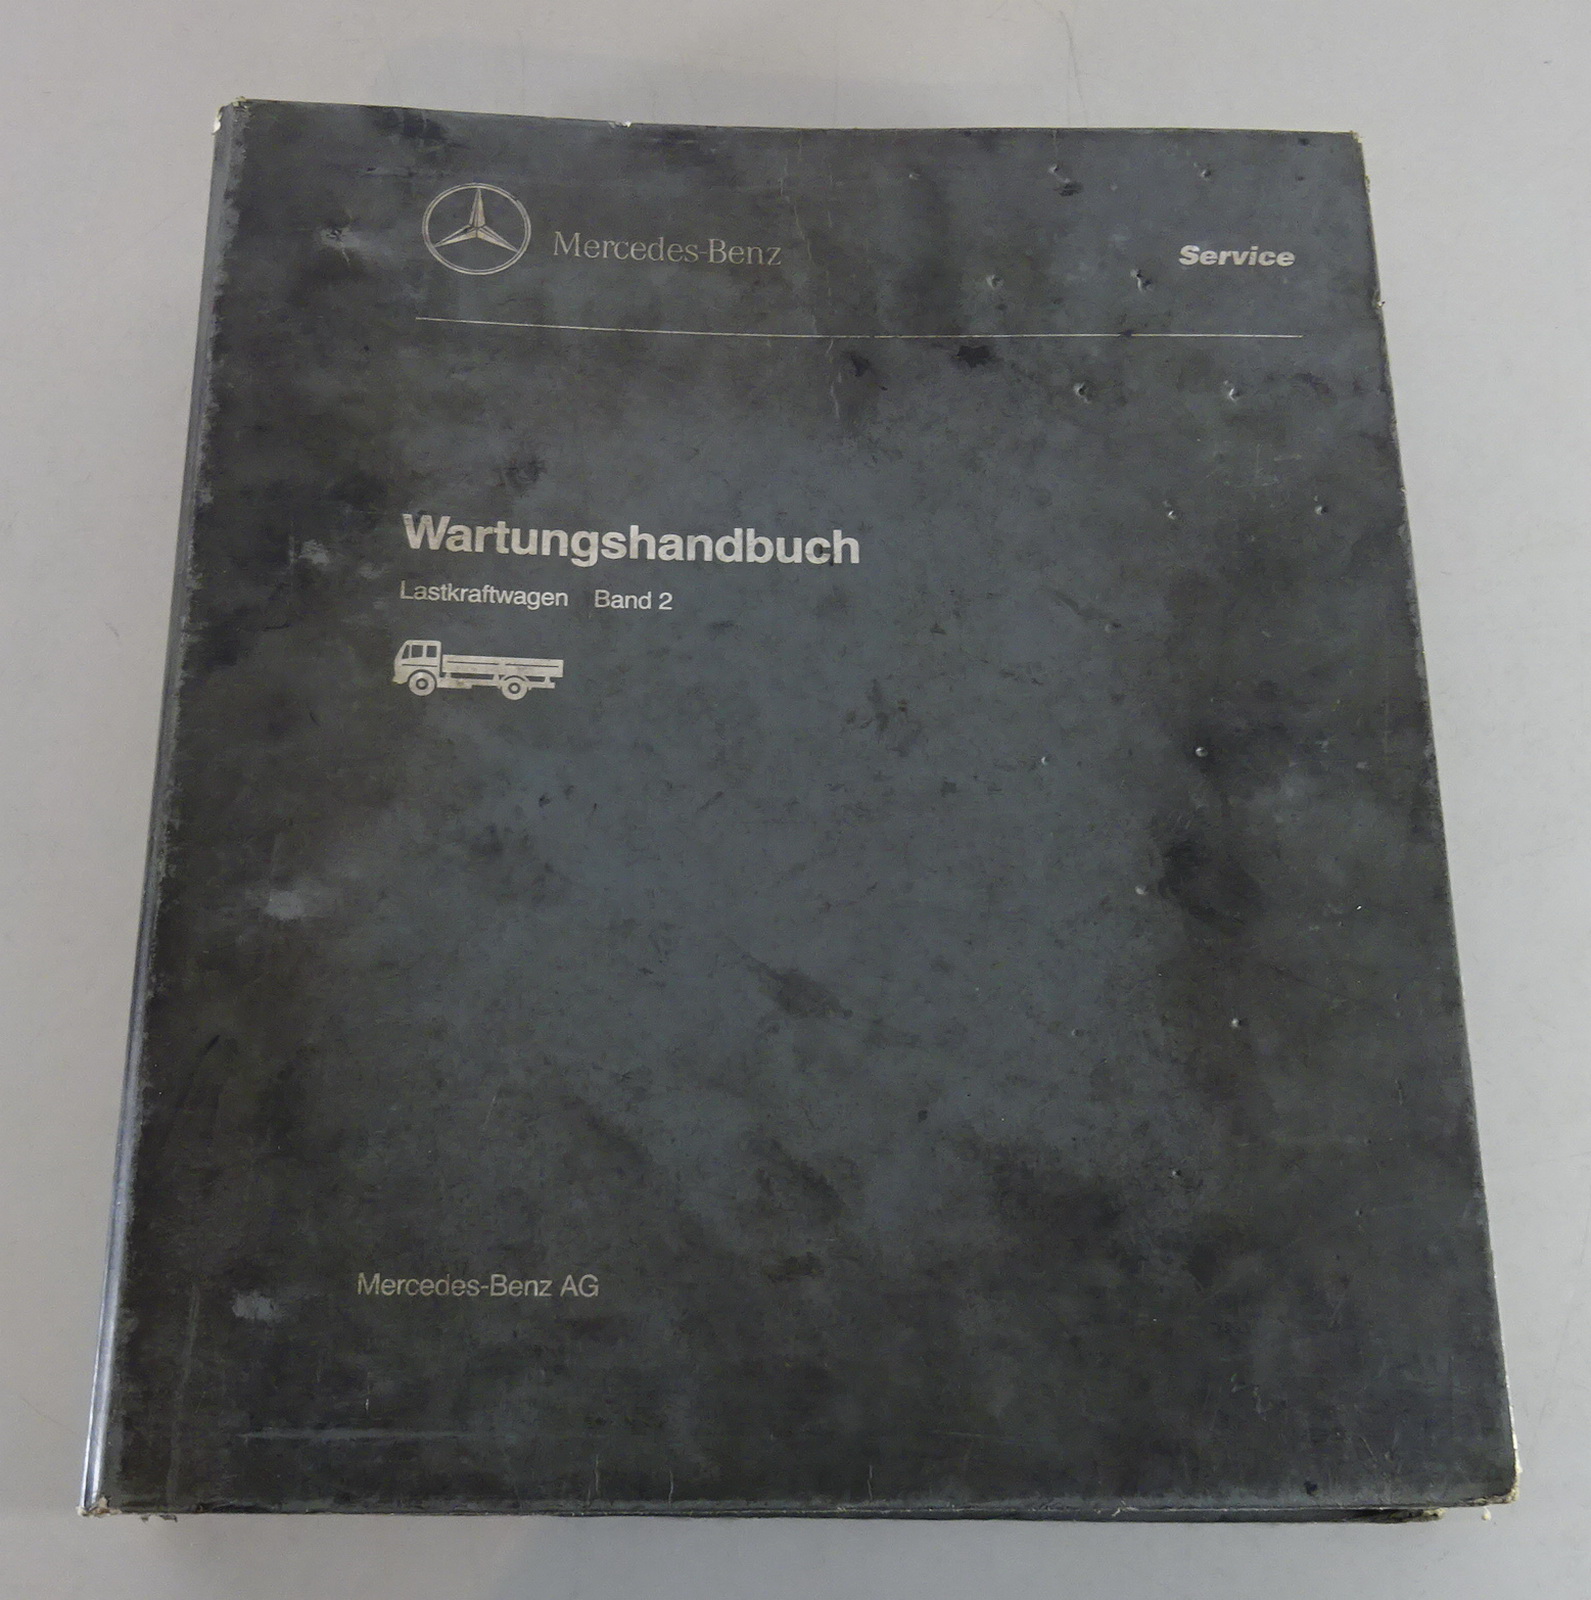 Mercedes-Benz
Service
Wartungshandbuch
Lastkraftwagen Band 2
Mercedes-Benz AG